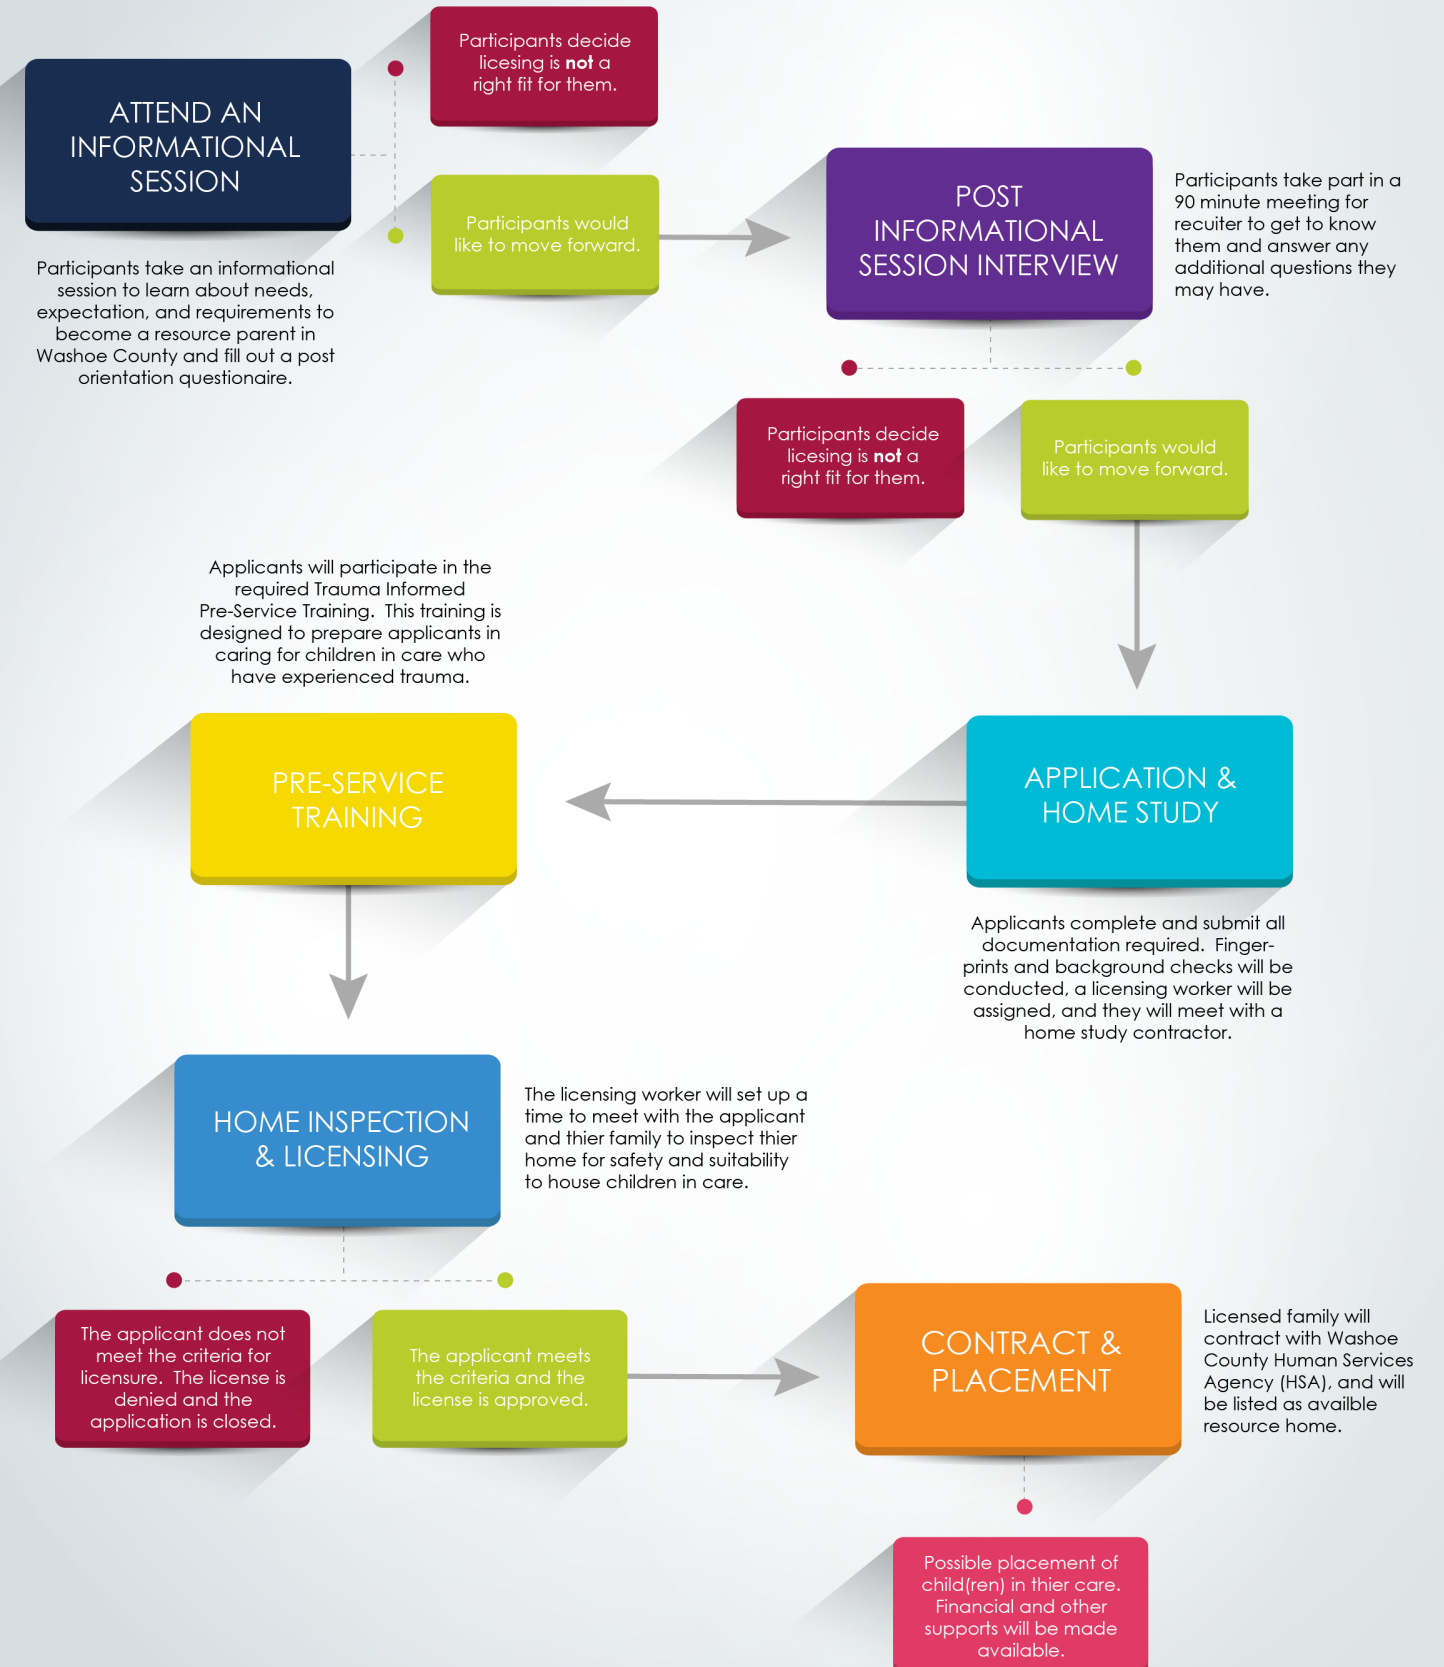 ATTEND AN
INFORMATIONAL
SESSION
Participants take an informational
session to learn about needs,
expectation, and requirements to
become a resource parent in
Washoe County and fill out a post
orientation questionaire.
Participants decide
licesing is not a
right fit for them.
Participants would
like to move forward.
POST
INFORMATIONAL
SESSION INTERVIEW
Participants take part in a
90 minute meeting for
recuiter to get to know
them and answer any
additional questions they
may have.
Participants decide
licesing is not a
right fit for them.
Participants would
like to move forward.
APPLICATION &
HOME STUDY
Applicants complete and submit all
documentation required. Finger-
prints and background checks will be
conducted, a licensing worker will be
assigned, and they will meet with a
home study contractor.
Applicants will participate in the
required Trauma Informed
Pre-Service Training. This training is
designed to prepare applicants in
caring for children in care who
have experienced trauma.
PRE-SERVICE
TRAINING
HOME INSPECTION
& LICENSING
The licensing worker will set up a
time to meet with the applicant
and thier family to inspect thier
home for safety and suitability
to house children in care.
The applicant does not
meet the criteria for
licensure. The license is
denied and the
application is closed.
The applicant meets
the criteria and the
license is approved.
CONTRACT &
PLACEMENT
Licensed family will
contract with Washoe
County Human Services
Agency (HSA), and will
be listed as availble
resource home.
Possible placement of
child(ren) in thier care.
Financial and other
supports will be made
available.